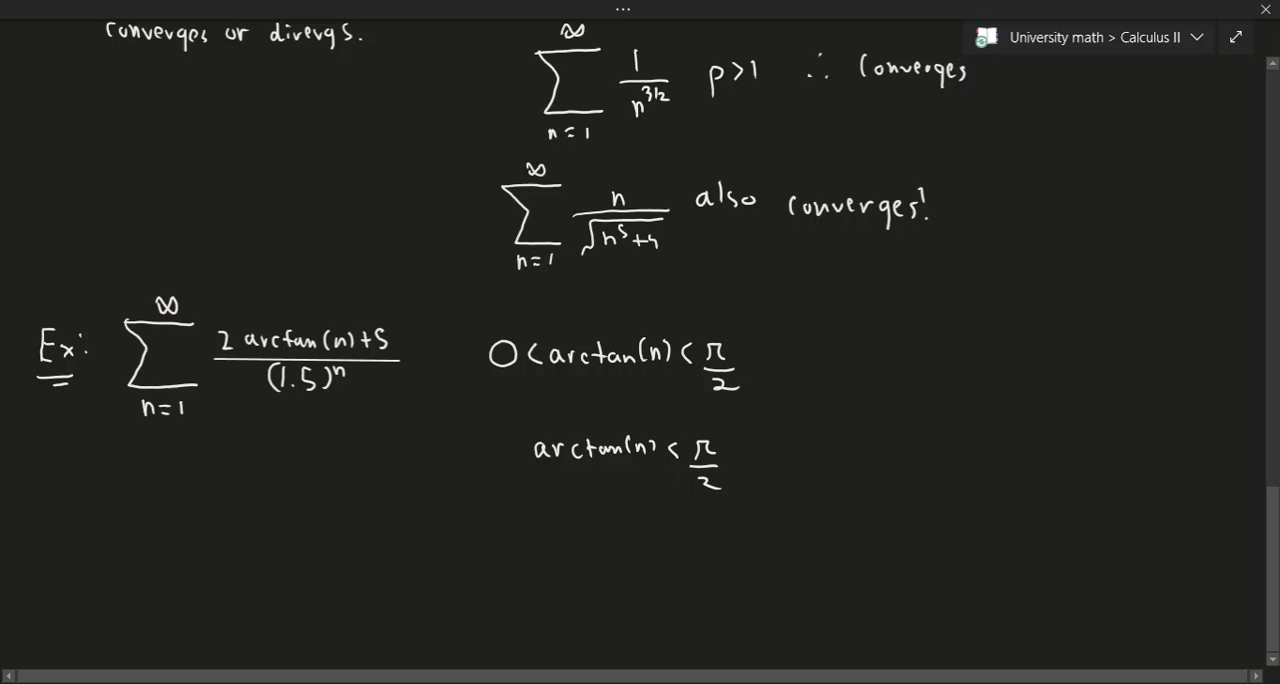 ...
University math > Calculus II
converges or divergs.
∞
∑ 1/n^{3/2} p>1 ∴ Converges
n=1
∞
∑ n/√(n^5+4) also converges!
n=1
∞
Ex: ∑ (2 arctan(n)+5)/(1.5)^n 0 < arctan(n) < π/2
n=1
arctan(n) < π/2